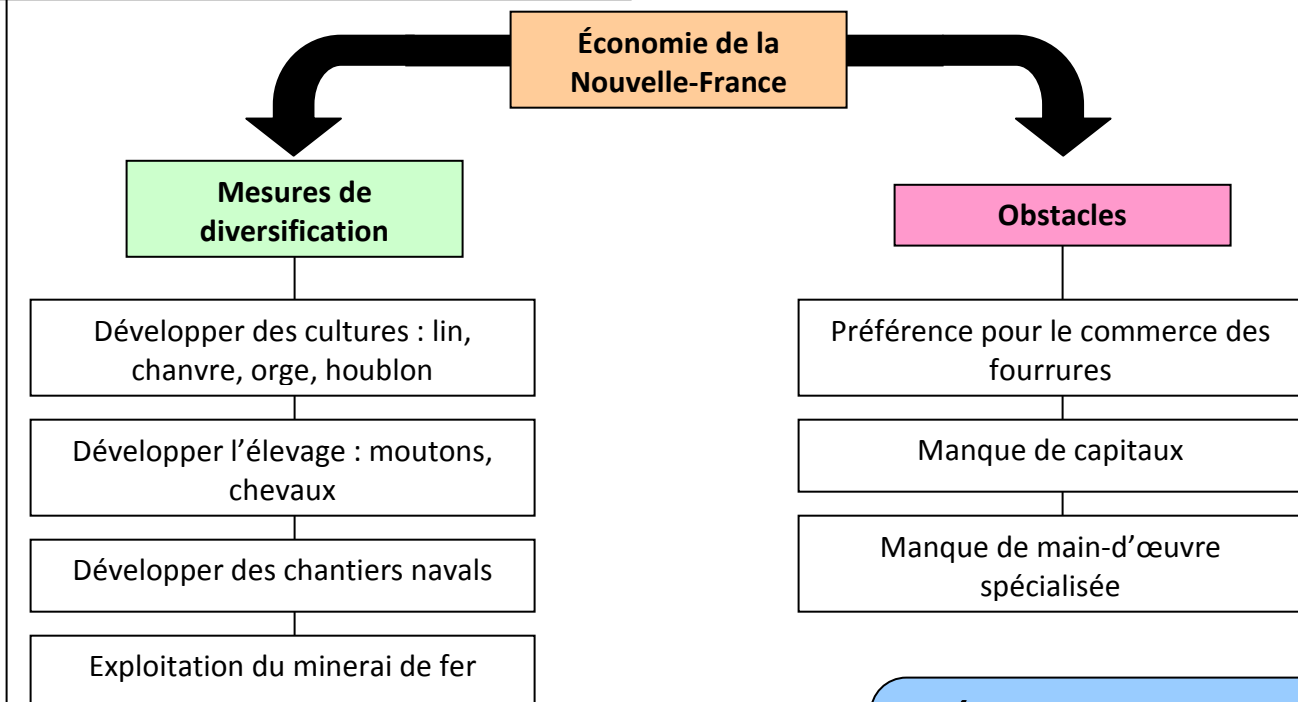 Économie de la
Nouvelle-France
Mesures de
diversification
Développer des cultures : lin,
chanvre, orge, houblon
Développer l’élevage : moutons,
chevaux
Développer des chantiers navals
Exploitation du minerai de fer
Obstacles
Préférence pour le commerce des
fourrures
Manque de capitaux
Manque de main-d’œuvre
spécialisée